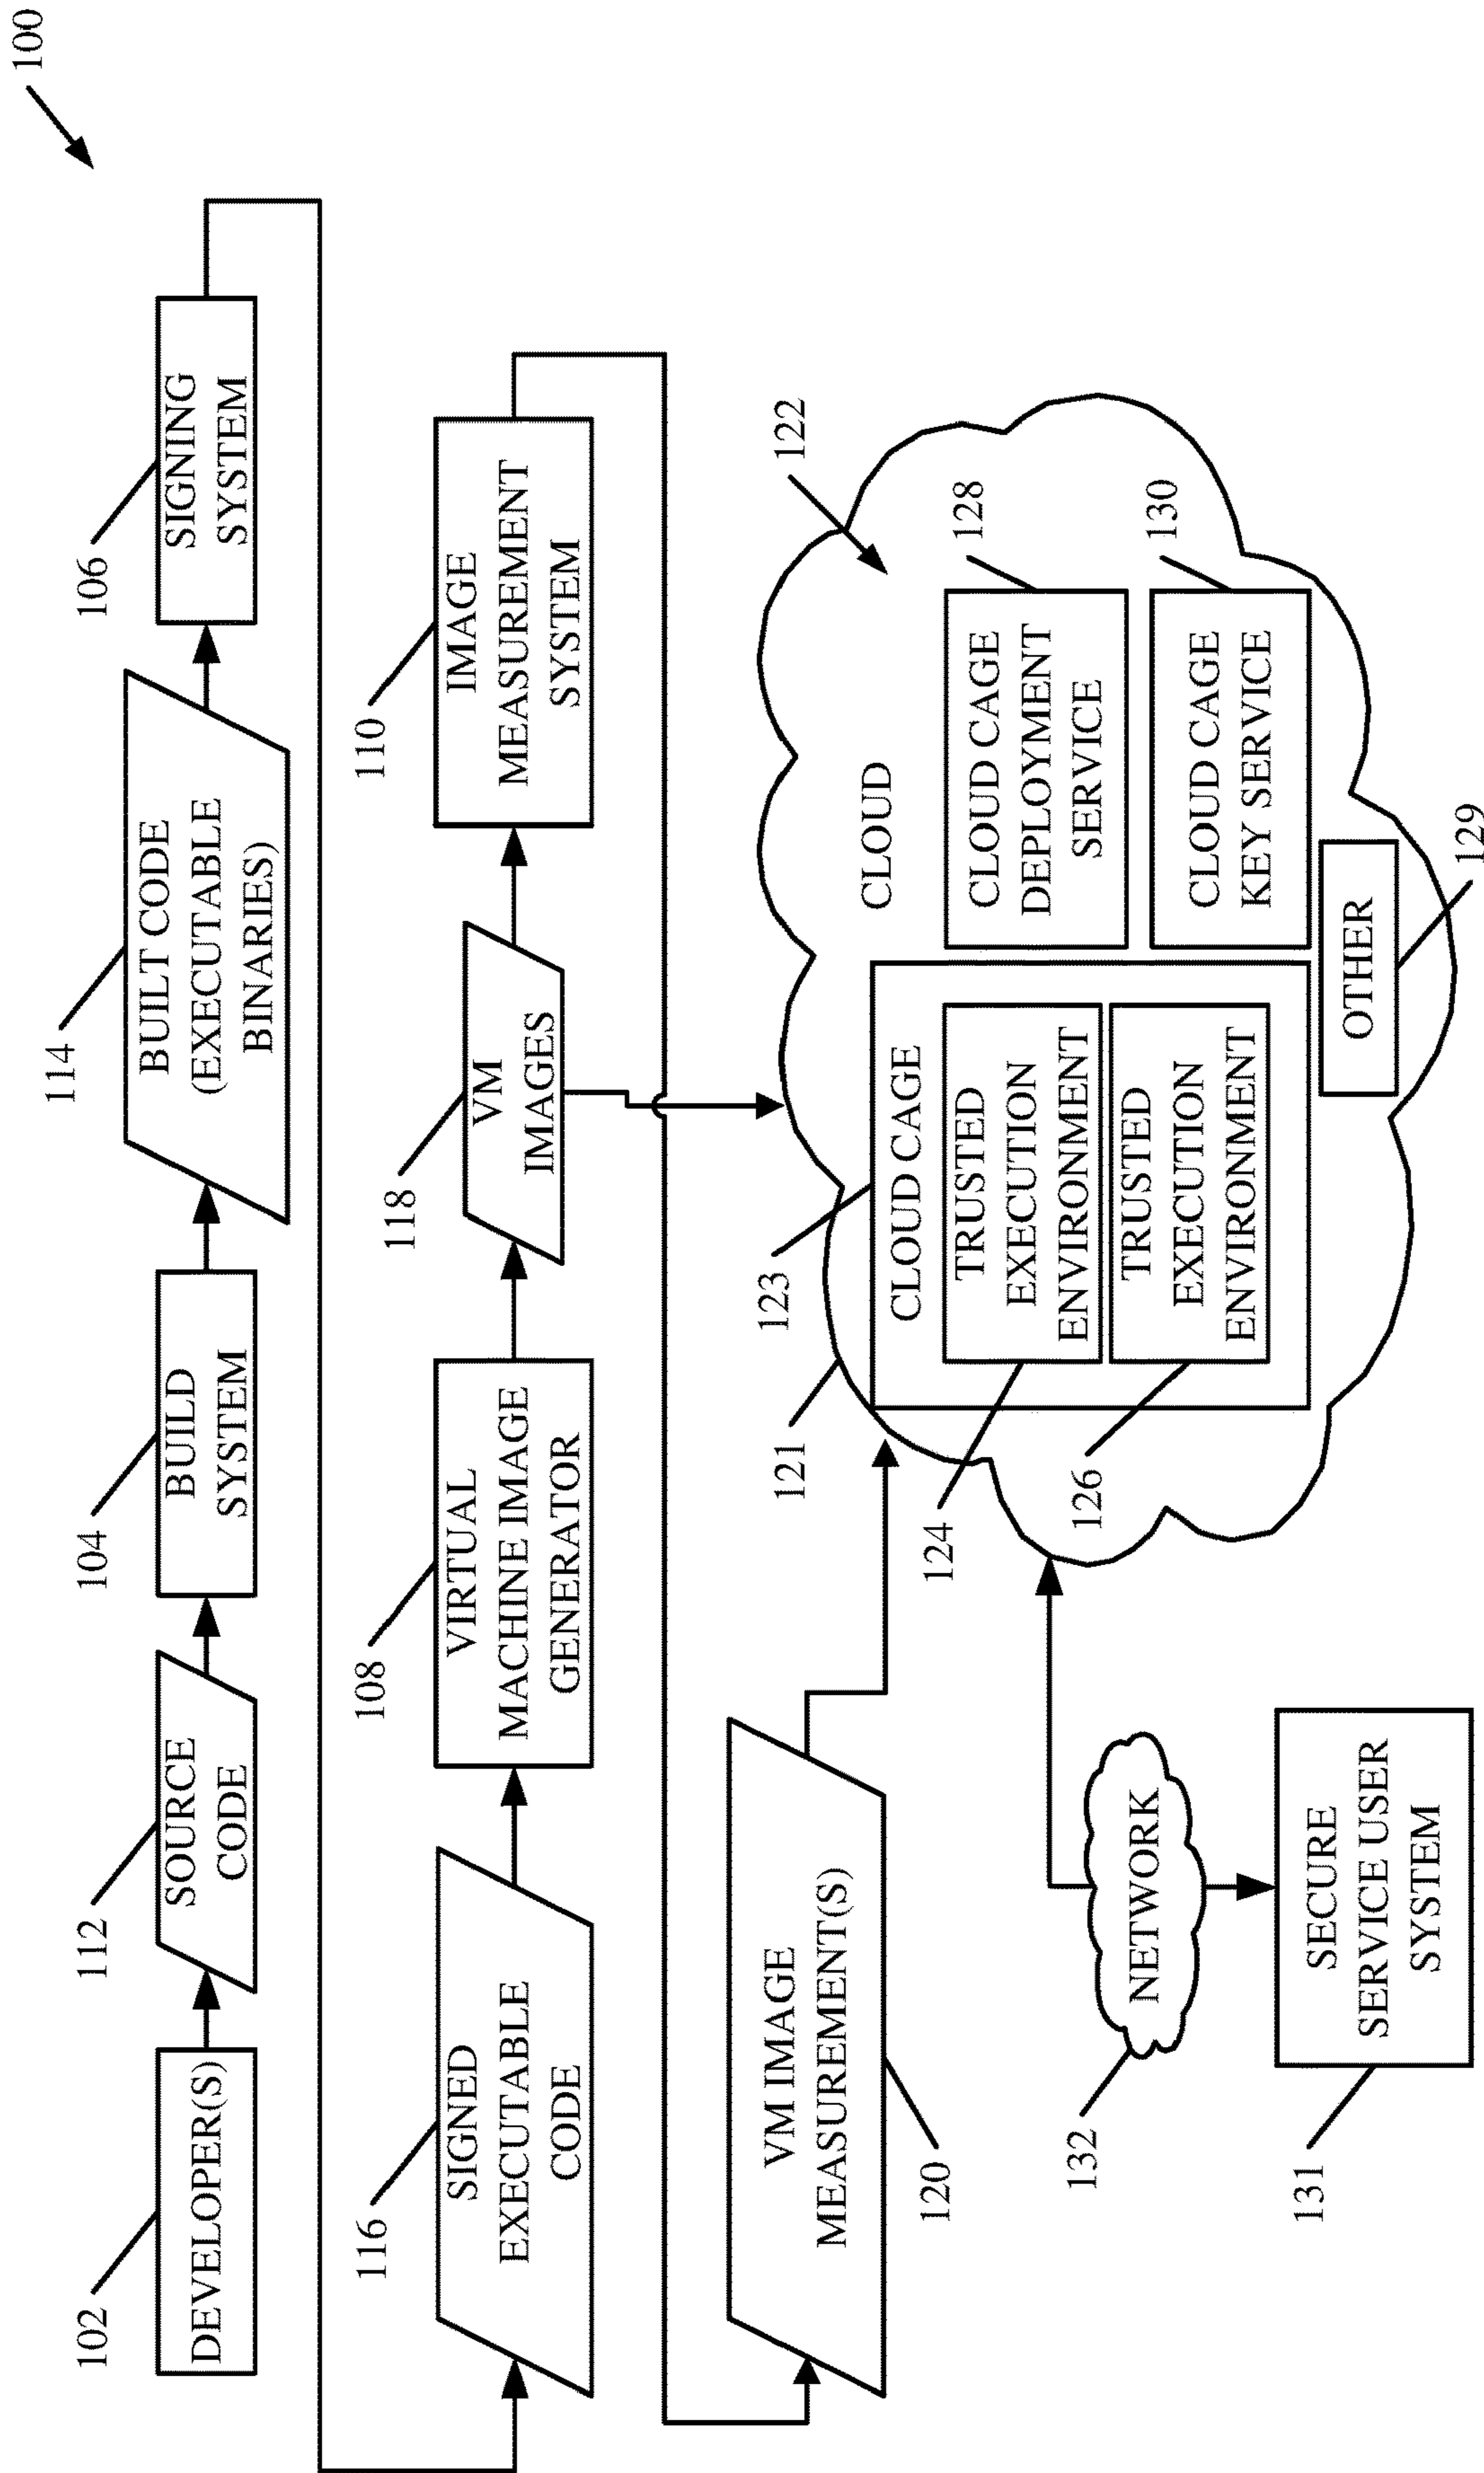 100
102
112
104
114
106
DEVELOPER(S)
SOURCE
CODE
BUILD
SYSTEM
BUILT CODE
(EXECUTABLE
BINARIES)
SIGNING
SYSTEM
116
108
118
110
SIGNED
EXECUTABLE
CODE
VIRTUAL
MACHINE IMAGE
GENERATOR
VM
IMAGES
IMAGE
MEASUREMENT
SYSTEM
VM IMAGE
MEASUREMENT(S)
120
121
123
122
CLOUD
CLOUD CAGE
TRUSTED
EXECUTION
ENVIRONMENT
124
TRUSTED
EXECUTION
ENVIRONMENT
126
CLOUD CAGE
DEPLOYMENT
SERVICE
128
CLOUD CAGE
KEY SERVICE
130
OTHER
129
132
NETWORK
SECURE
SERVICE USER
SYSTEM
131